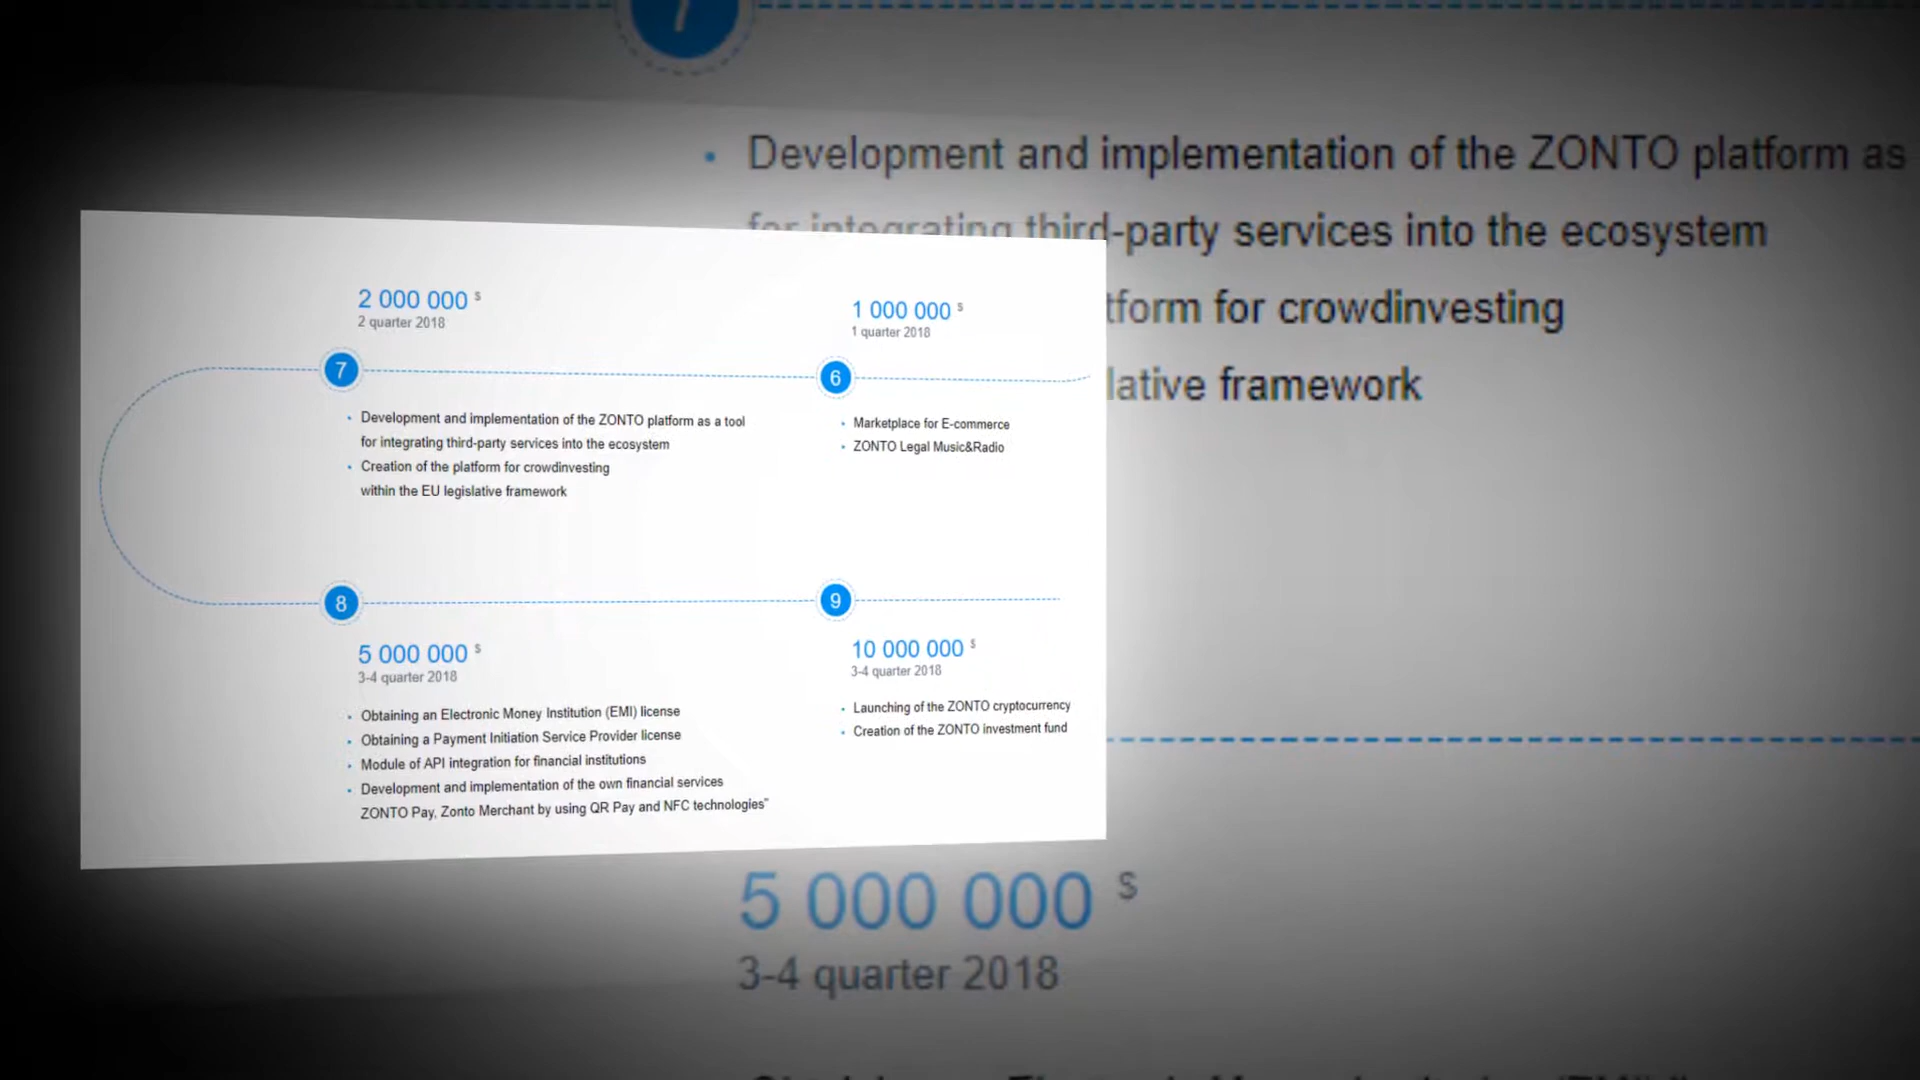 7
Development and implementation of the ZONTO platform as
for integrating third-party services into the ecosystem
tform for crowdinvesting
lative framework
2 000 000 $
2 quarter 2018
1 000 000 $
1 quarter 2018
7
6
Development and implementation of the ZONTO platform as a tool
for integrating third-party services into the ecosystem
Creation of the platform for crowdinvesting
within the EU legislative framework
Marketplace for E-commerce
ZONTO Legal Music&Radio
8
9
5 000 000 $
3-4 quarter 2018
10 000 000 $
3-4 quarter 2018
Obtaining an Electronic Money Institution (EMI) license
Obtaining a Payment Initiation Service Provider license
Module of API integration for financial institutions
Development and implementation of the own financial services
ZONTO Pay, Zonto Merchant by using QR Pay and NFC technologies"
Launching of the ZONTO cryptocurrency
Creation of the ZONTO investment fund
5 000 000 $
3-4 quarter 2018